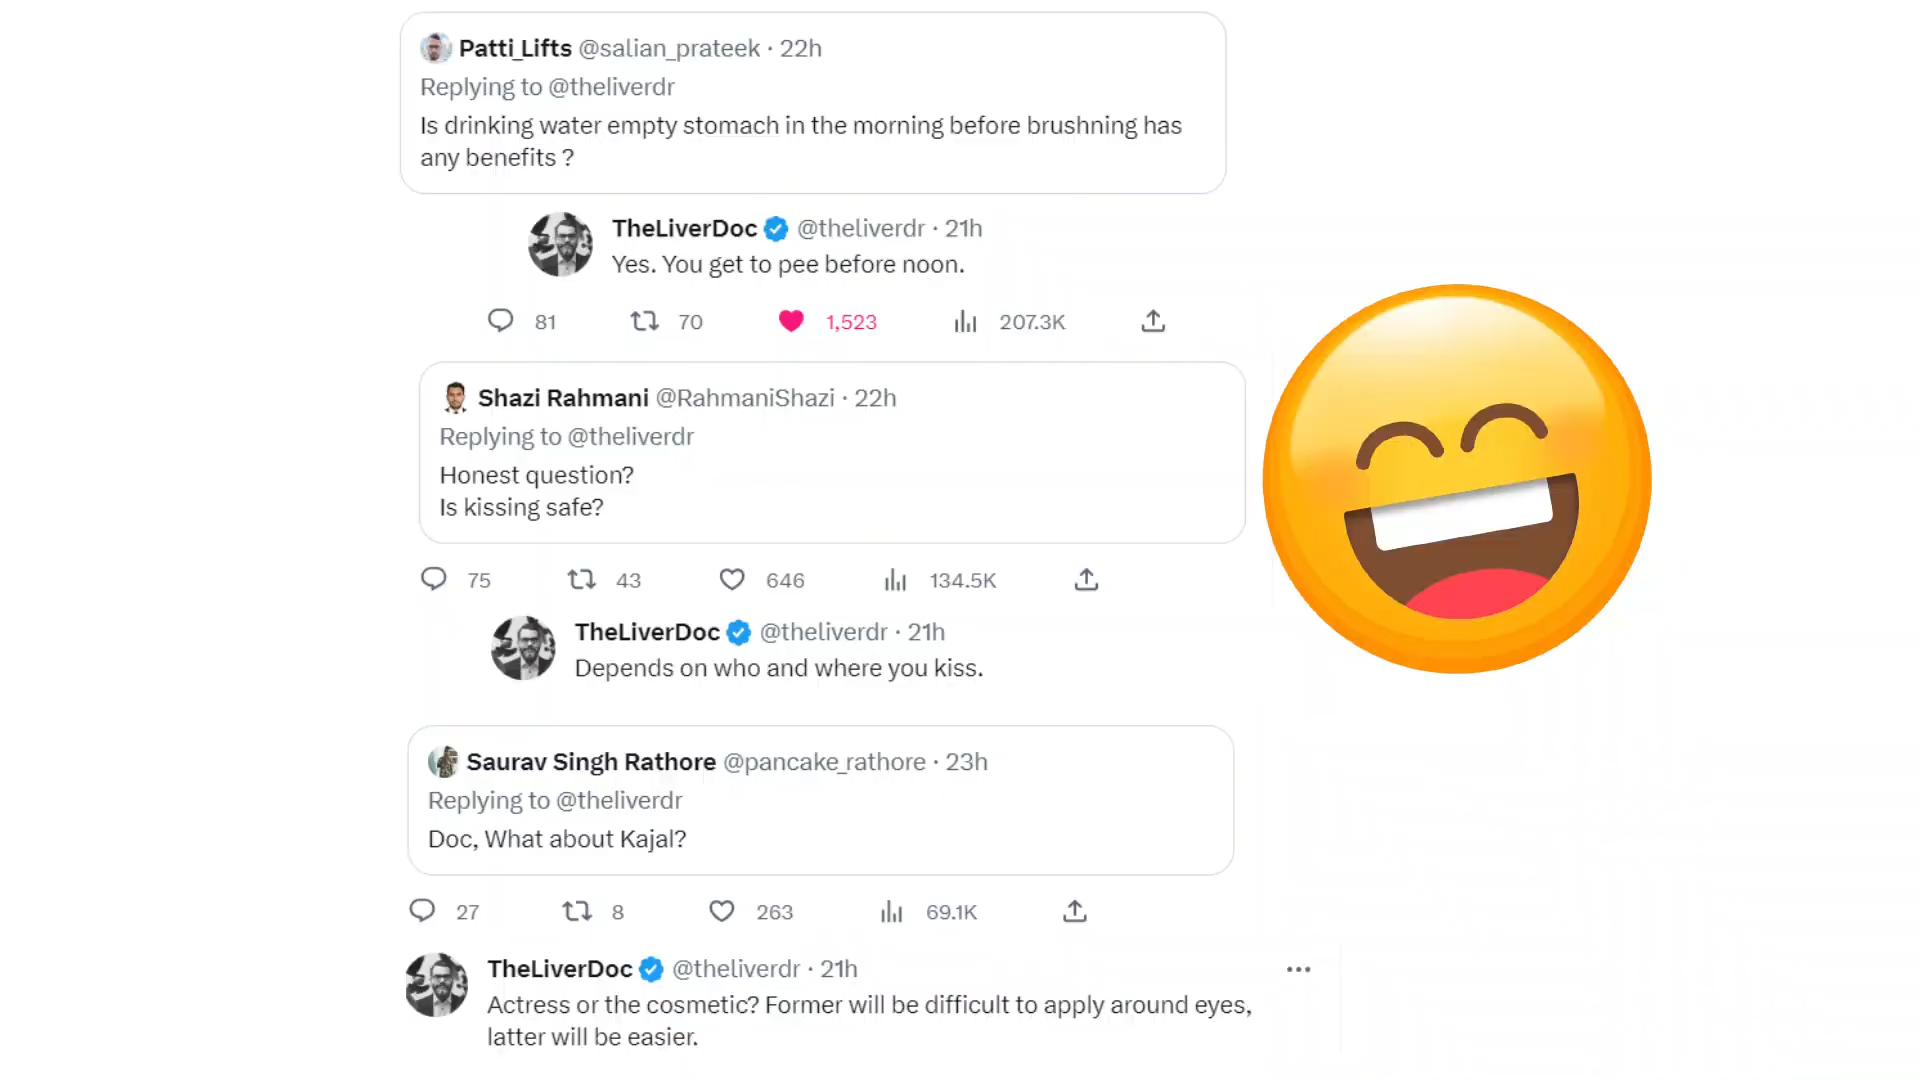 Patti_Lifts @salian_prateek · 22h
Replying to @theliverdr
Is drinking water empty stomach in the morning before brushning has
any benefits ?
TheLiverDoc @theliverdr · 21h
Yes. You get to pee before noon.
81 70 1,523 207.3K
Shazi Rahmani @RahmaniShazi · 22h
Replying to @theliverdr
Honest question?
Is kissing safe?
75 43 646 134.5K
TheLiverDoc @theliverdr · 21h
Depends on who and where you kiss.
Saurav Singh Rathore @pancake_rathore · 23h
Replying to @theliverdr
Doc, What about Kajal?
27 8 263 69.1K
TheLiverDoc @theliverdr · 21h
Actress or the cosmetic? Former will be difficult to apply around eyes,
latter will be easier.